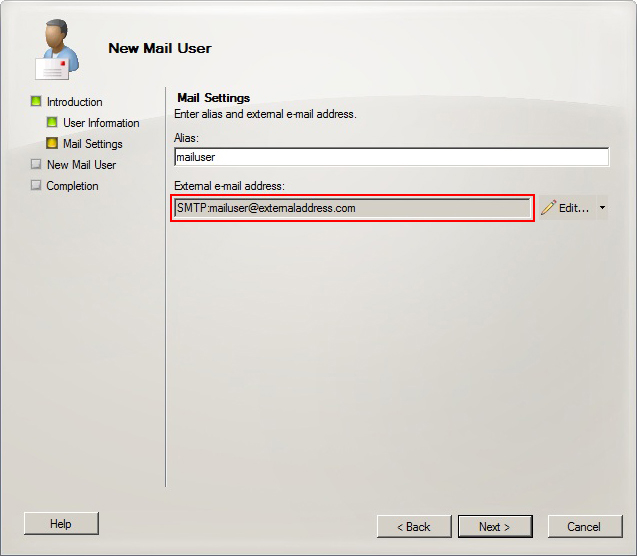 New Mail User
Introduction
User Information
Mail Settings
New Mail User
Completion
Mail Settings
Enter alias and external e-mail address.
Alias:
mailuser
External e-mail address:
SMTP:mailuser@externaladdress.com
Edit...
Help
< Back
Next >
Cancel